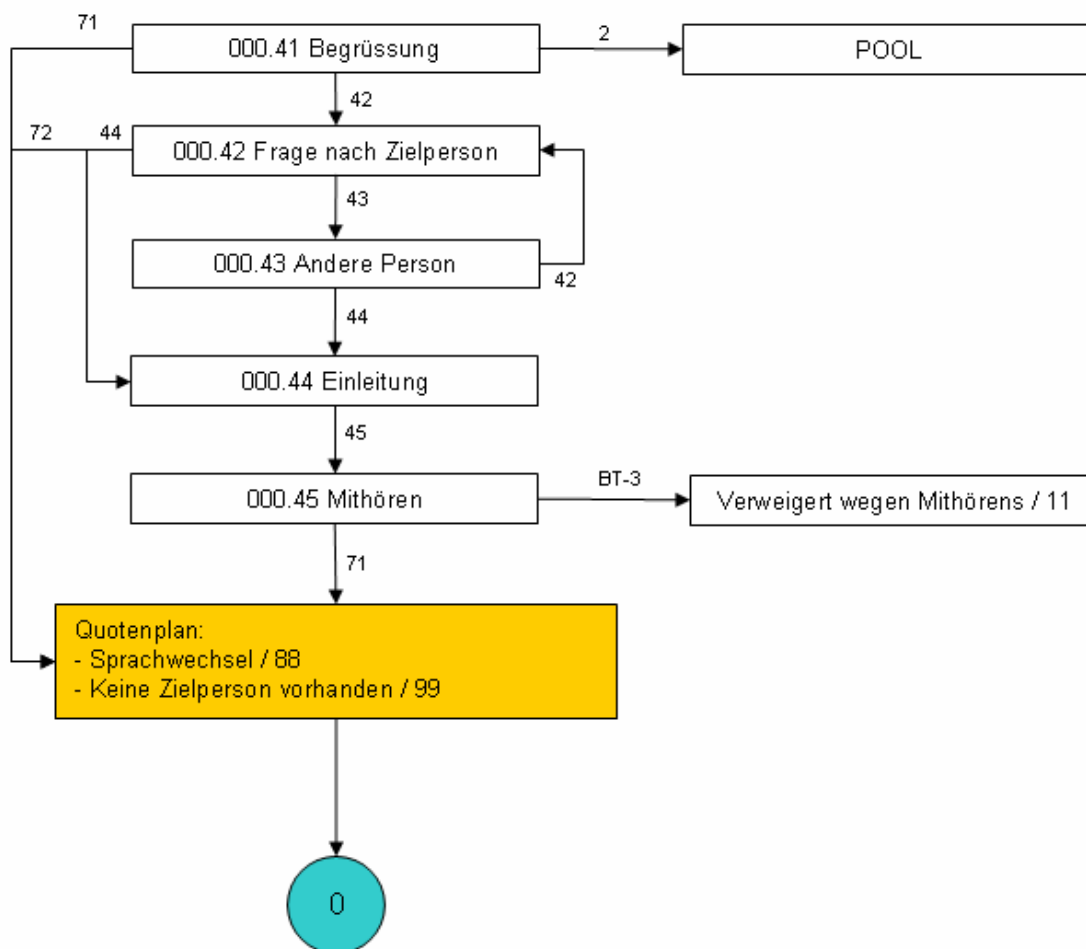 71
000.41 Begrüssung
2
POOL
42
72
44
000.42 Frage nach Zielperson
43
000.43 Andere Person
42
44
000.44 Einleitung
45
000.45 Mithören
BT-3
Verweigert wegen Mithörens / 11
71
Quotenplan:
- Sprachwechsel / 88
- Keine Zielperson vorhanden / 99
0